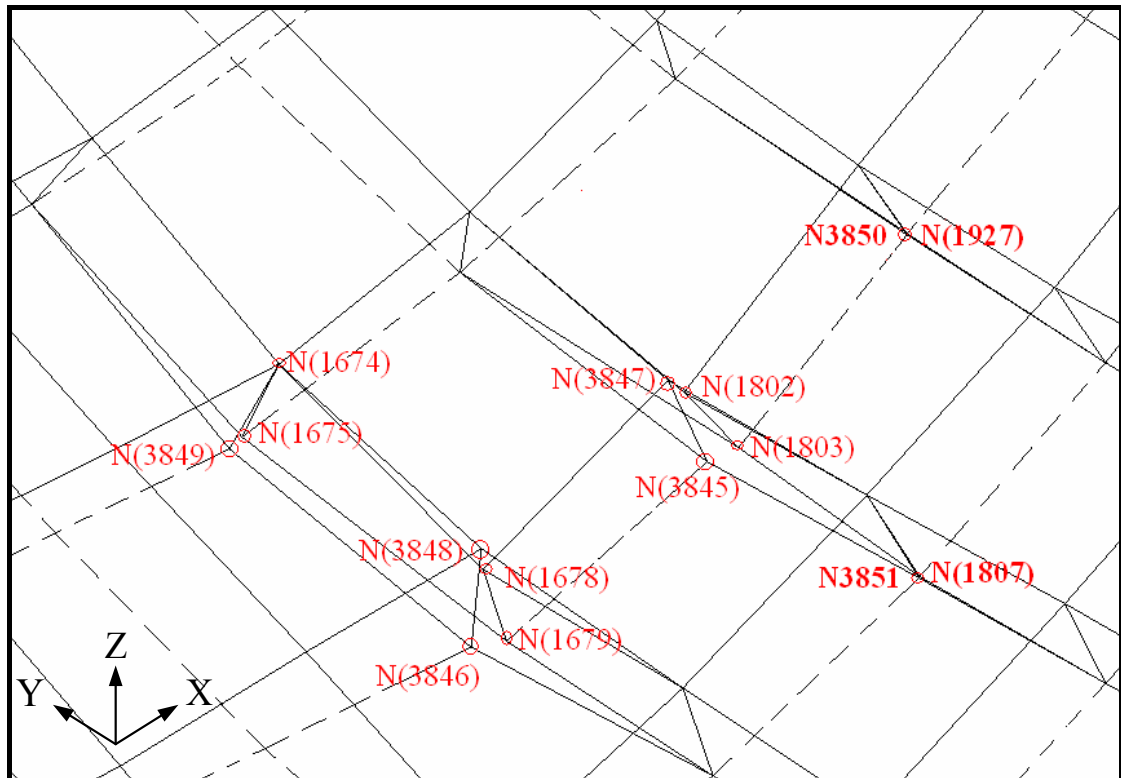 N3850 N(1927)
N(1674)
N(3847) N(1802)
N(1675)
N(3849)
N(1803)
N(3845)
N(3848)
N(1678)
N3851 N(1807)
N(1679)
Z
N(3846)
Y X